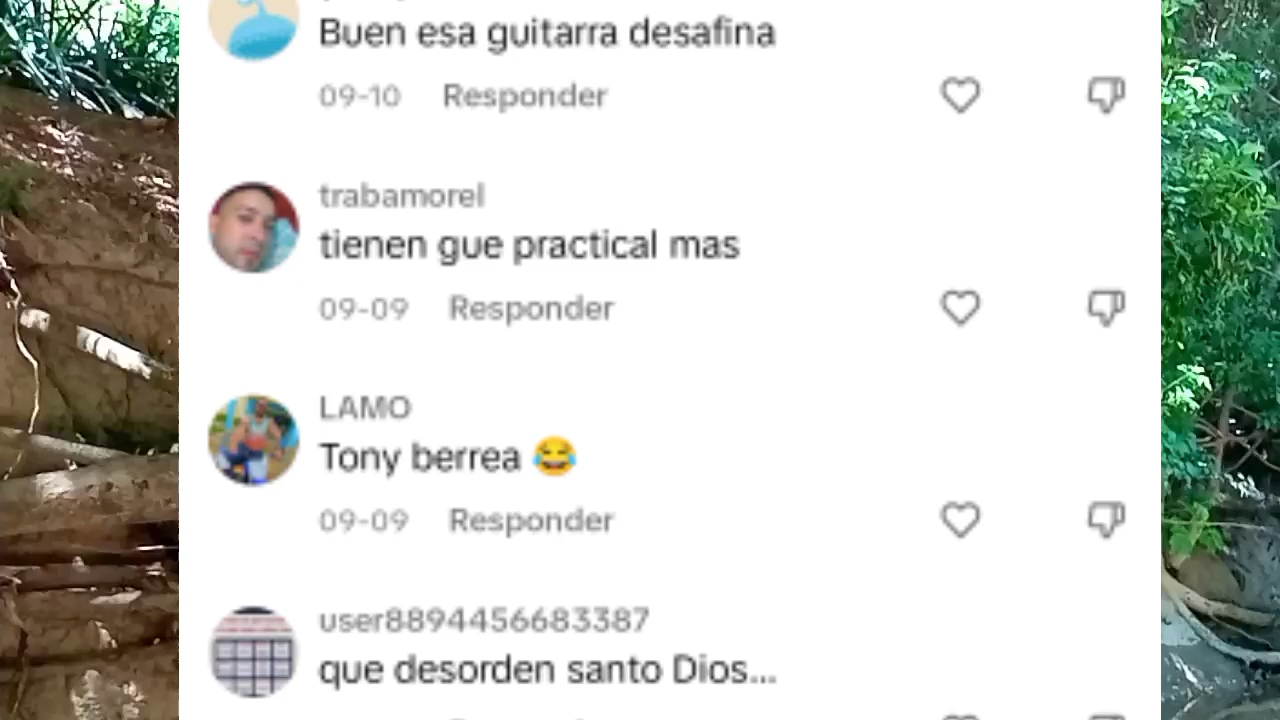 Buen esa guitarra desafina
09-10 Responder
trabamorel
tienen gue practical mas
09-09 Responder
LAMO
Tony berrea 😂
09-09 Responder
user8894456683387
que desorden santo Dios...